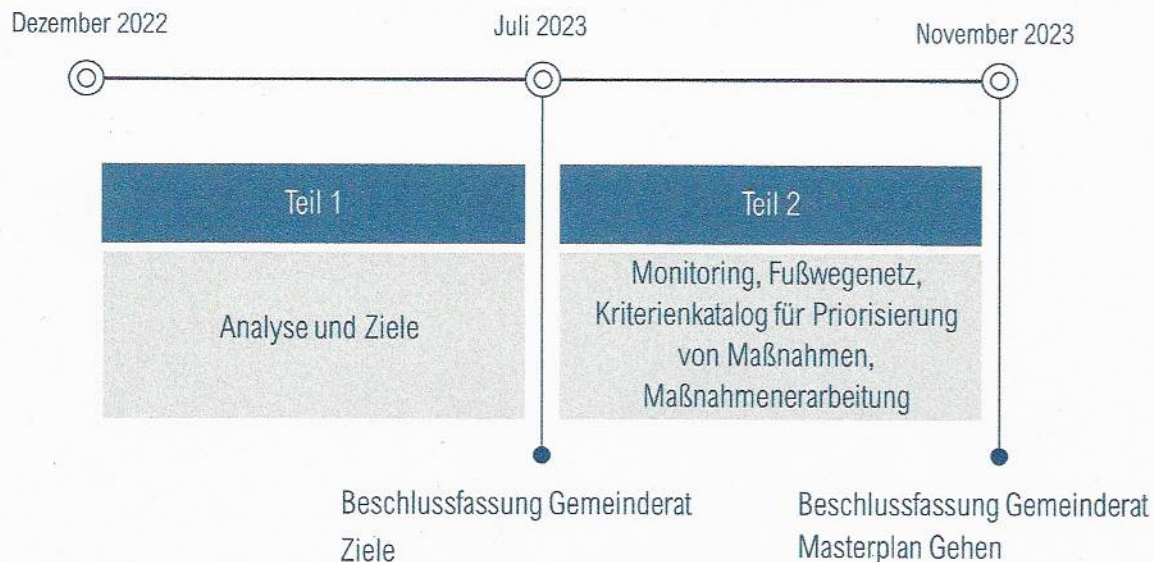 Dezember 2022
Juli 2023
November 2023
Teil 1
Teil 2
Analyse und Ziele
Monitoring, Fußwegenetz,
Kriterienkatalog für Priorisierung
von Maßnahmen,
Maßnahmenerarbeitung
Beschlussfassung Gemeinderat
Ziele
Beschlussfassung Gemeinderat
Masterplan Gehen